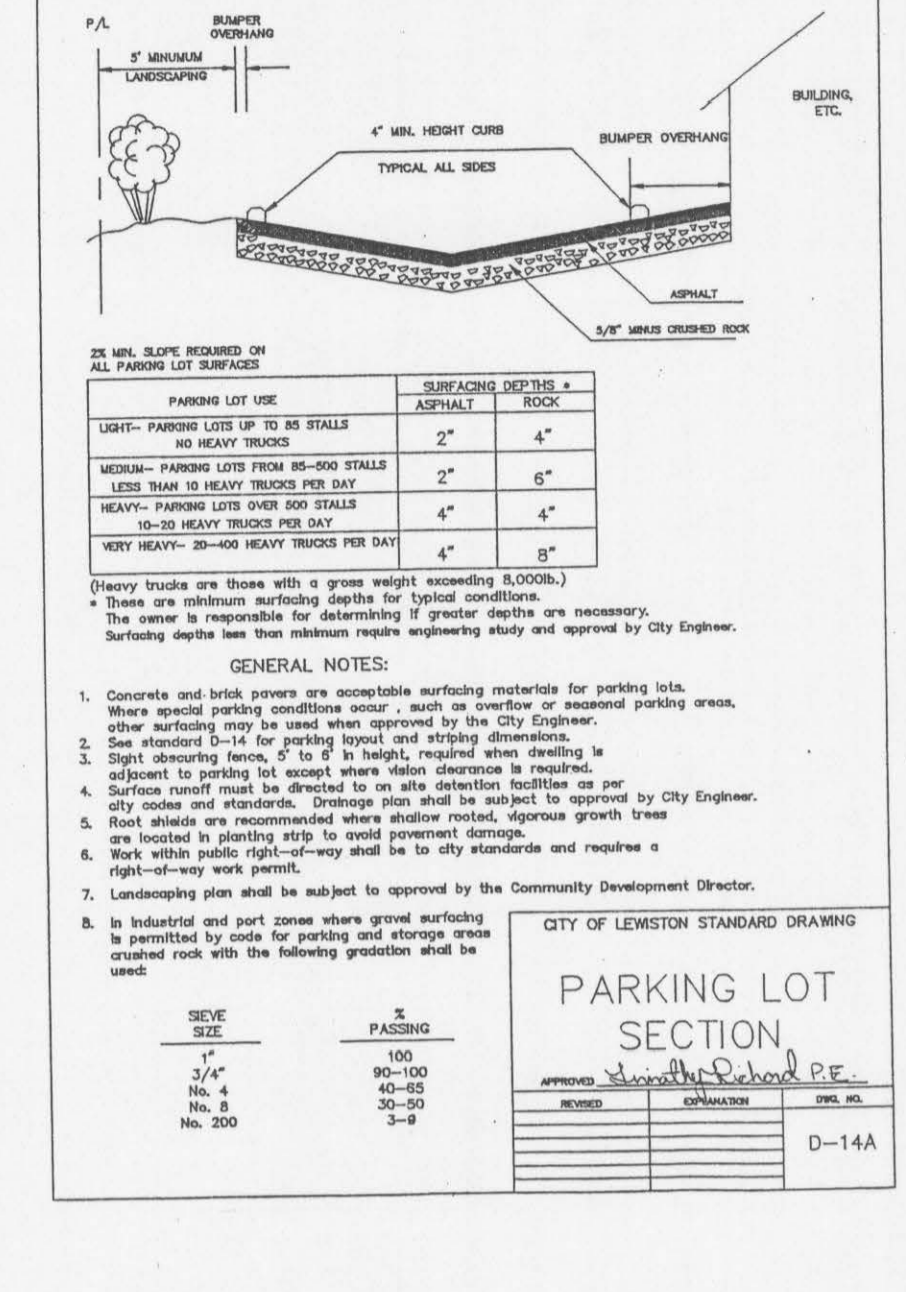 P/L
BUMPER
OVERHANG
5' MINUMUM
LANDSCAPING
BUILDING,
ETC.
4" MIN. HEIGHT CURB
TYPICAL ALL SIDES
BUMPER OVERHANG
ASPHALT
5/8" MINUS CRUSHED ROCK
2% MIN. SLOPE REQUIRED ON
ALL PARKNG LOT SURFACES
PARKING LOT USE
SURFACING DEPTHS *
ASPHALT ROCK
LIGHT-- PARKING LOTS UP TO 85 STALLS
NO HEAVY TRUCKS
2" 4"
MEDIUM-- PARKING LOTS FROM 85-500 STALLS
LESS THAN 10 HEAVY TRUCKS PER DAY
2" 6"
HEAVY-- PARKING LOTS OVER 500 STALLS
10-20 HEAVY TRUCKS PER DAY
4" 4"
VERY HEAVY-- 20-400 HEAVY TRUCKS PER DAY
4" 8"
(Heavy trucks are those with a gross weight exceeding 8,000lb.)
* These are minimum surfacing depths for typical conditions.
The owner is responsible for determining if greater depths are necessary.
Surfacing depths less than minimum require engineering study and approval by City Engineer.
GENERAL NOTES:
1. Concrete and brick pavers are acceptable surfacing materials for parking lots.
Where special parking conditions occur , such as overflow or seasonal parking areas,
other surfacing may be used when approved by the City Engineer.
2. See standard D-14 for parking layout and striping dimensions.
3. Sight obscuring fence, 5' to 6' in height, required when dwelling is
adjacent to parking lot except where vision clearance is required.
4. Surface runoff must be directed to on site detention facilities as per
city codes and standards. Drainage plan shall be subject to approval by City Engineer.
5. Root shields are recommended where shallow rooted, vigorous growth trees
are located in planting strip to avoid pavement damage.
6. Work within public right-of-way shall be to city standards and requires a
right-of-way work permit.
7. Landscaping plan shall be subject to approval by the Community Development Director.
8. In industrial and port zones where gravel surfacing
is permitted by code for parking and storage areas
crushed rock with the following gradation shall be
used:
SIEVE
SIZE
%
PASSING
1" 100
3/4" 90-100
No. 4 40-65
No. 8 30-50
No. 200 3-9
CITY OF LEWISTON STANDARD DRAWING
PARKING LOT
SECTION
APPROVED Richard P.E.
REVISED EXPLANATION DWG. NO.
D-14A